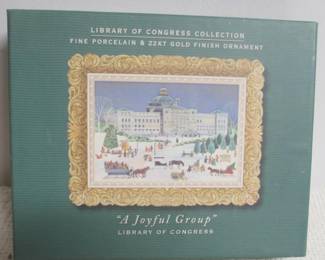 LIBRARY OF CONGRESS COLLECTION
FINE PORCELAIN & 22KT GOLD FINISH ORNAMENT
"A Joyful Group"
LIBRARY OF CONGRESS